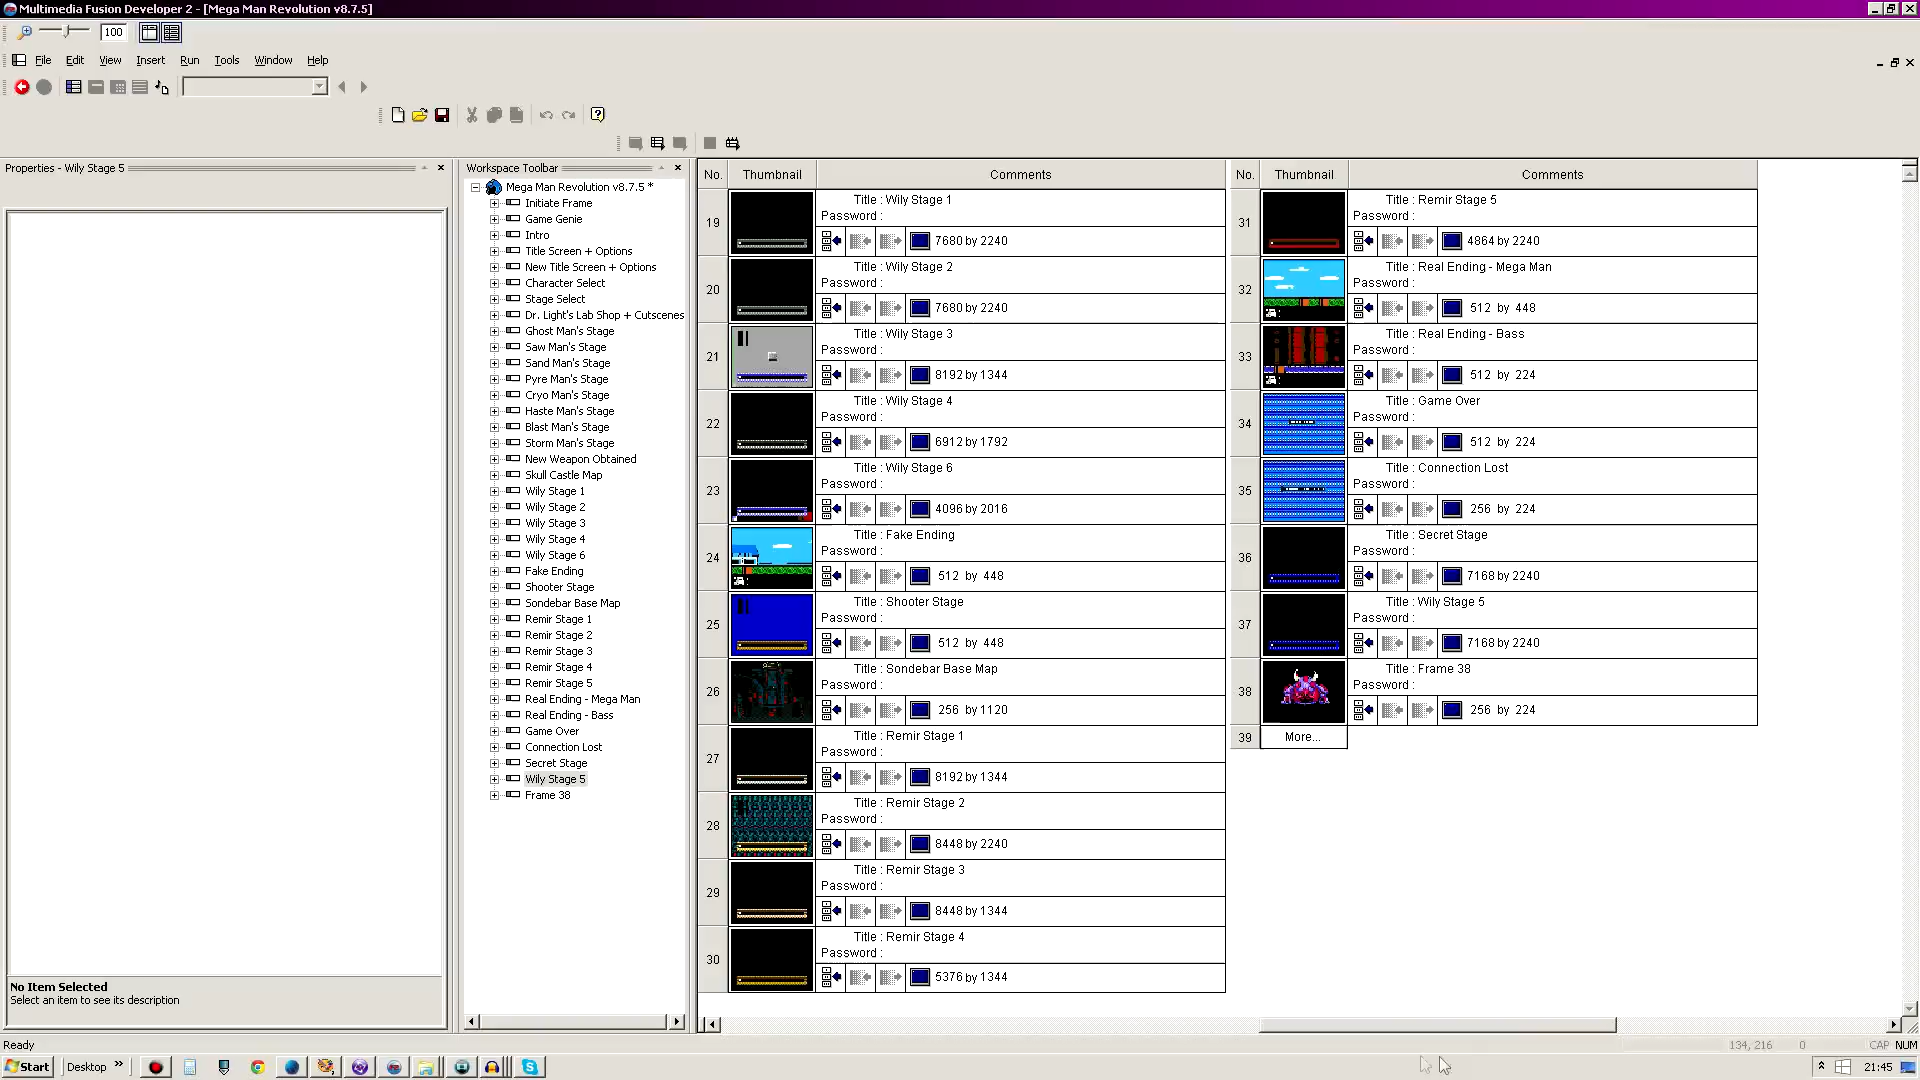 Multimedia Fusion Developer 2 - [Mega Man Revolution v8.7.5]
100
File Edit View Insert Run Tools Window Help
Properties - Wily Stage 5
No Item Selected
Select an item to see its description
Workspace Toolbar
Mega Man Revolution v8.7.5 *
Initiate Frame
Game Genie
Intro
Title Screen + Options
New Title Screen + Options
Character Select
Stage Select
Dr. Light's Lab Shop + Cutscenes
Ghost Man's Stage
Saw Man's Stage
Sand Man's Stage
Pyre Man's Stage
Cryo Man's Stage
Haste Man's Stage
Blast Man's Stage
Storm Man's Stage
New Weapon Obtained
Skull Castle Map
Wily Stage 1
Wily Stage 2
Wily Stage 3
Wily Stage 4
Wily Stage 6
Fake Ending
Shooter Stage
Sondebar Base Map
Remir Stage 1
Remir Stage 2
Remir Stage 3
Remir Stage 4
Remir Stage 5
Real Ending - Mega Man
Real Ending - Bass
Game Over
Connection Lost
Secret Stage
Wily Stage 5
Frame 38
No. Thumbnail Comments
19 Title : Wily Stage 1
Password :
7680 by 2240
20 Title : Wily Stage 2
Password :
7680 by 2240
21 Title : Wily Stage 3
Password :
8192 by 1344
22 Title : Wily Stage 4
Password :
6912 by 1792
23 Title : Wily Stage 6
Password :
4096 by 2016
24 Title : Fake Ending
Password :
512 by 448
25 Title : Shooter Stage
Password :
512 by 448
26 Title : Sondebar Base Map
Password :
256 by 1120
27 Title : Remir Stage 1
Password :
8192 by 1344
28 Title : Remir Stage 2
Password :
8448 by 2240
29 Title : Remir Stage 3
Password :
8448 by 1344
30 Title : Remir Stage 4
Password :
5376 by 1344
No. Thumbnail Comments
31 Title : Remir Stage 5
Password :
4864 by 2240
32 Title : Real Ending - Mega Man
Password :
512 by 448
33 Title : Real Ending - Bass
Password :
512 by 224
34 Title : Game Over
Password :
512 by 224
35 Title : Connection Lost
Password :
256 by 224
36 Title : Secret Stage
Password :
7168 by 2240
37 Title : Wily Stage 5
Password :
7168 by 2240
38 Title : Frame 38
Password :
256 by 224
39 More...
Ready
134, 216 0 CAP NUM
Start Desktop 21:45